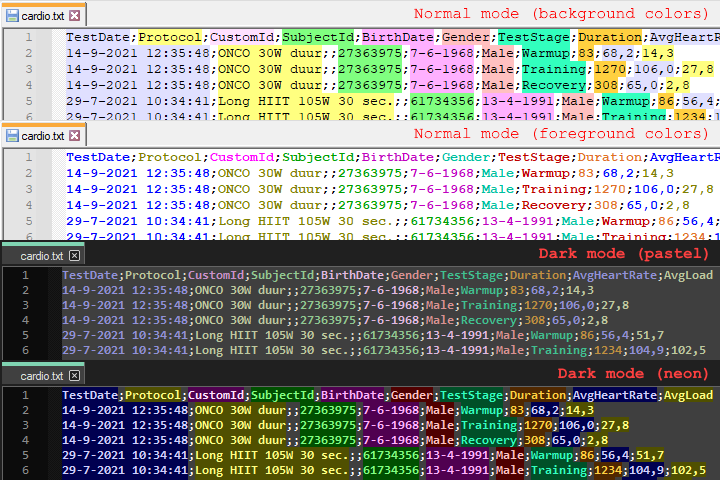 cardio.txt Normal mode (background colors)
1 TestDate;Protocol;CustomId;SubjectId;BirthDate;Gender;TestStage;Duration;AvgHeartR
2 14-9-2021 12:35:48;ONCO 30W duur;;27363975;7-6-1968;Male;Warmup;83;68,2;14,3
3 14-9-2021 12:35:48;ONCO 30W duur;;27363975;7-6-1968;Male;Training;1270;106,0;27,8
4 14-9-2021 12:35:48;ONCO 30W duur;;27363975;7-6-1968;Male;Recovery;308;65,0;2,8
5 29-7-2021 10:34:41;Long HIIT 105W 30 sec.;;61734356;13-4-1991;Male;Warmup;86;56,4;
6 29-7-2021 10:34:41;Long HIIT 105W 30 sec.;;61734356;13-4-1991;Male;Training;1234;1
cardio.txt Normal mode (foreground colors)
1 TestDate;Protocol;CustomId;SubjectId;BirthDate;Gender;TestStage;Duration;AvgHeartR
2 14-9-2021 12:35:48;ONCO 30W duur;;27363975;7-6-1968;Male;Warmup;83;68,2;14,3
3 14-9-2021 12:35:48;ONCO 30W duur;;27363975;7-6-1968;Male;Training;1270;106,0;27,8
4 14-9-2021 12:35:48;ONCO 30W duur;;27363975;7-6-1968;Male;Recovery;308;65,0;2,8
5 29-7-2021 10:34:41;Long HIIT 105W 30 sec.;;61734356;13-4-1991;Male;Warmup;86;56,4;
6 29-7-2021 10:34:41;Long HIIT 105W 30 sec.;;61734356;13-4-1991;Male;Training;1234;1
cardio.txt Dark mode (pastel)
1 TestDate;Protocol;CustomId;SubjectId;BirthDate;Gender;TestStage;Duration;AvgHeartRate;AvgLoad
2 14-9-2021 12:35:48;ONCO 30W duur;;27363975;7-6-1968;Male;Warmup;83;68,2;14,3
3 14-9-2021 12:35:48;ONCO 30W duur;;27363975;7-6-1968;Male;Training;1270;106,0;27,8
4 14-9-2021 12:35:48;ONCO 30W duur;;27363975;7-6-1968;Male;Recovery;308;65,0;2,8
5 29-7-2021 10:34:41;Long HIIT 105W 30 sec.;;61734356;13-4-1991;Male;Warmup;86;56,4;51,7
6 29-7-2021 10:34:41;Long HIIT 105W 30 sec.;;61734356;13-4-1991;Male;Training;1234;104,9;102,5
cardio.txt Dark mode (neon)
1 TestDate;Protocol;CustomId;SubjectId;BirthDate;Gender;TestStage;Duration;AvgHeartRate;AvgLoad
2 14-9-2021 12:35:48;ONCO 30W duur;;27363975;7-6-1968;Male;Warmup;83;68,2;14,3
3 14-9-2021 12:35:48;ONCO 30W duur;;27363975;7-6-1968;Male;Training;1270;106,0;27,8
4 14-9-2021 12:35:48;ONCO 30W duur;;27363975;7-6-1968;Male;Recovery;308;65,0;2,8
5 29-7-2021 10:34:41;Long HIIT 105W 30 sec.;;61734356;13-4-1991;Male;Warmup;86;56,4;51,7
6 29-7-2021 10:34:41;Long HIIT 105W 30 sec.;;61734356;13-4-1991;Male;Training;1234;104,9;102,5